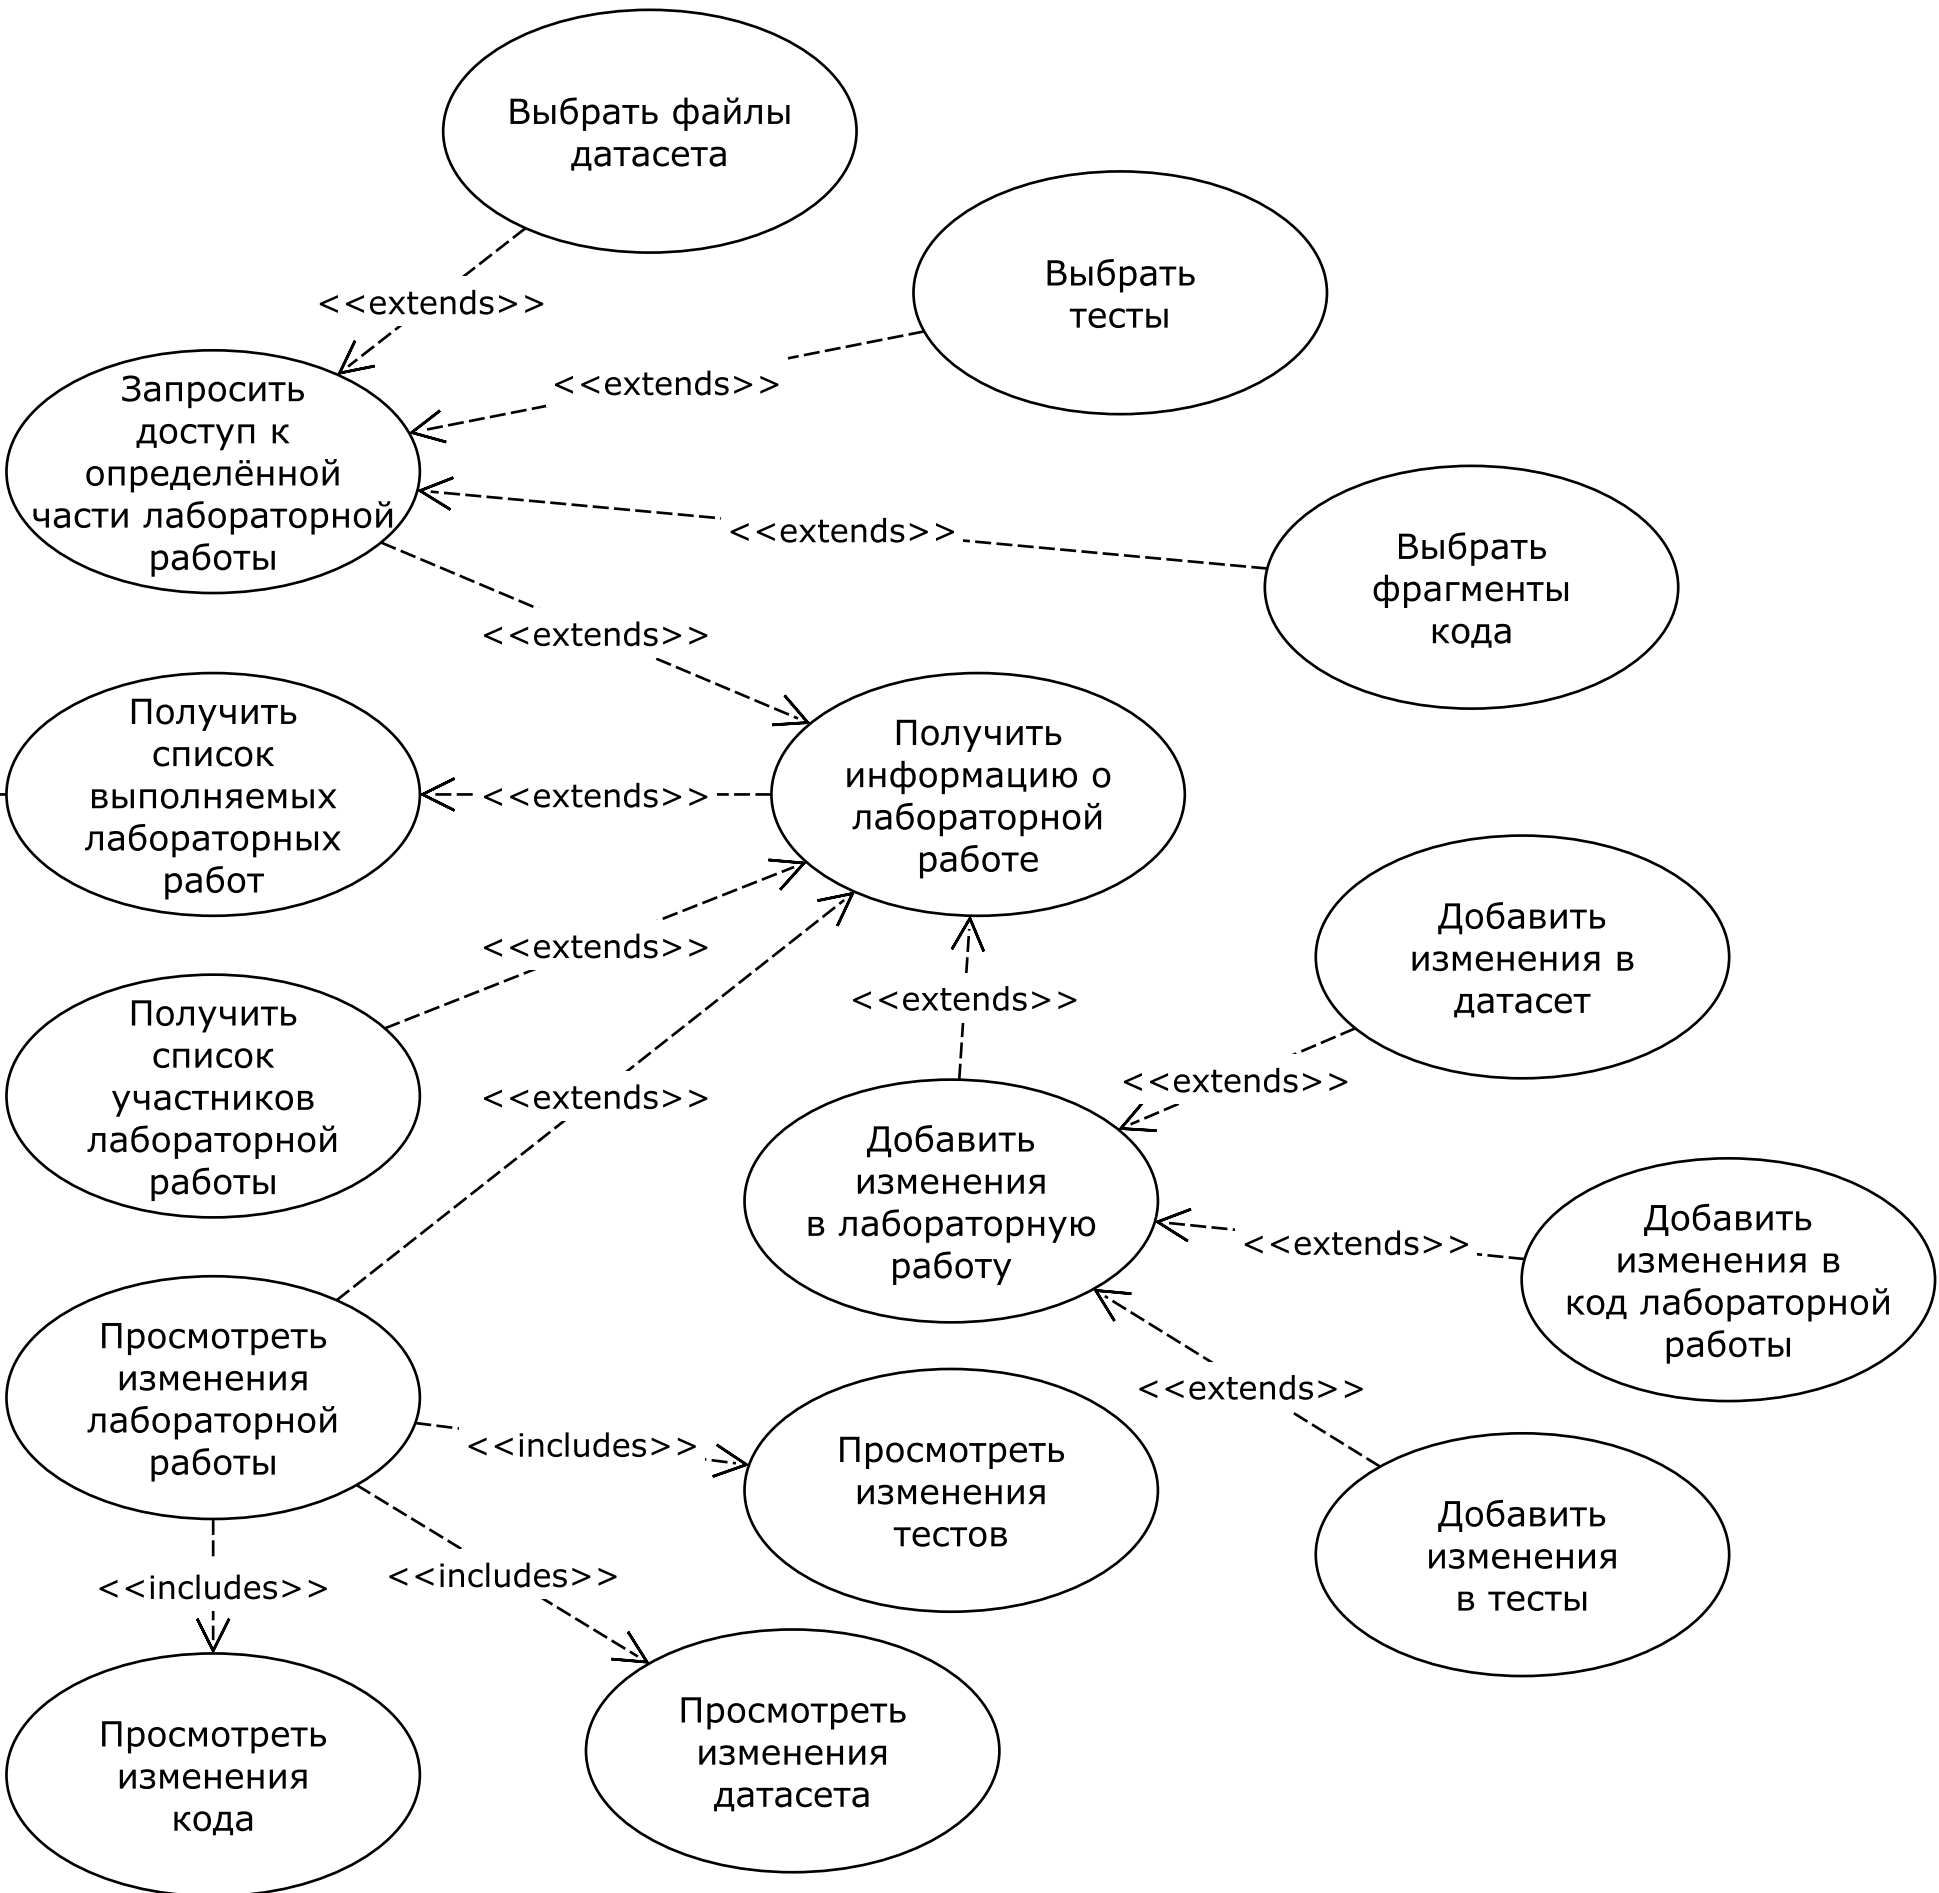 Выбрать файлы
датасета
Выбрать
тесты
<<extends>>
<<extends>>
Запросить
доступ к
определённой
части лабораторной
работы
<<extends>>
Выбрать
фрагменты
кода
<<extends>>
Получить
список
выполняемых
лабораторных
работ
<<extends>>
Получить
информацию о
лабораторной
работе
<<extends>>
<<extends>>
Добавить
изменения в
датасет
Получить
список
участников
лабораторной
работы
<<extends>>
<<extends>>
Добавить
изменения
в лабораторную
работу
<<extends>>
Добавить
изменения в
код лабораторной
работы
Просмотреть
изменения
лабораторной
работы
<<extends>>
<<includes>>
Просмотреть
изменения
тестов
Добавить
изменения
в тесты
<<includes>>
<<includes>>
Просмотреть
изменения
кода
Просмотреть
изменения
датасета